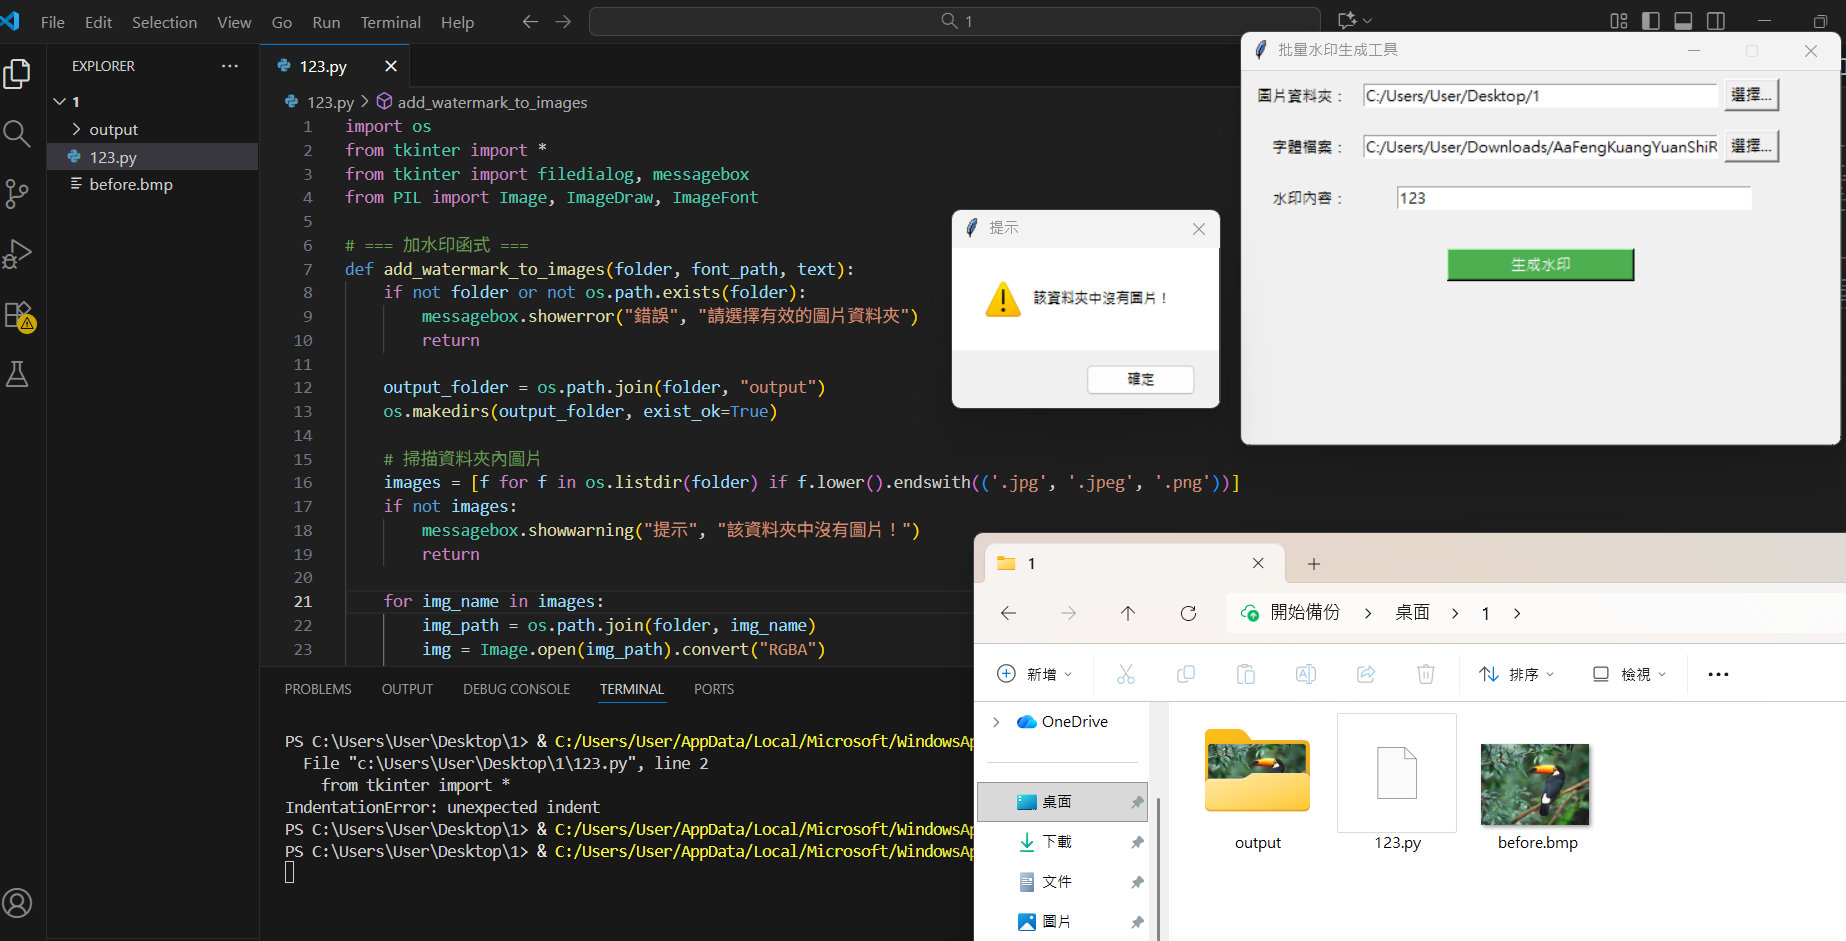 File Edit Selection View Go Run Terminal Help
1
EXPLORER
1
output
123.py
before.bmp
123.py
123.py > add_watermark_to_images
1 import os
2 from tkinter import *
3 from tkinter import filedialog, messagebox
4 from PIL import Image, ImageDraw, ImageFont
5
6 # === 加水印函式 ===
7 def add_watermark_to_images(folder, font_path, text):
8 if not folder or not os.path.exists(folder):
9 messagebox.showerror("錯誤", "請選擇有效的圖片資料夾")
10 return
11
12 output_folder = os.path.join(folder, "output")
13 os.makedirs(output_folder, exist_ok=True)
14
15 # 掃描資料夾內圖片
16 images = [f for f in os.listdir(folder) if f.lower().endswith(('.jpg', '.jpeg', '.png'))]
17 if not images:
18 messagebox.showwarning("提示", "該資料夾中沒有圖片！")
19 return
20
21 for img_name in images:
22 img_path = os.path.join(folder, img_name)
23 img = Image.open(img_path).convert("RGBA")
PROBLEMS OUTPUT DEBUG CONSOLE TERMINAL PORTS
PS C:\Users\User\Desktop\1> & C:/Users/User/AppData/Local/Microsoft/WindowsAp
File "c:\Users\User\Desktop\1\123.py", line 2
from tkinter import *
IndentationError: unexpected indent
PS C:\Users\User\Desktop\1> & C:/Users/User/AppData/Local/Microsoft/WindowsAp
PS C:\Users\User\Desktop\1> & C:/Users/User/AppData/Local/Microsoft/WindowsAp
提示
該資料夾中沒有圖片！
確定
批量水印生成工具
圖片資料夾： C:/Users/User/Desktop/1 選擇...
字體檔案： C:/Users/User/Downloads/AaFengKuangYuanShiR 選擇...
水印內容： 123
生成水印
1
開始備份 > 桌面 > 1 >
新增 排序 檢視 ...
OneDrive
桌面
下載
文件
圖片
output
123.py
before.bmp